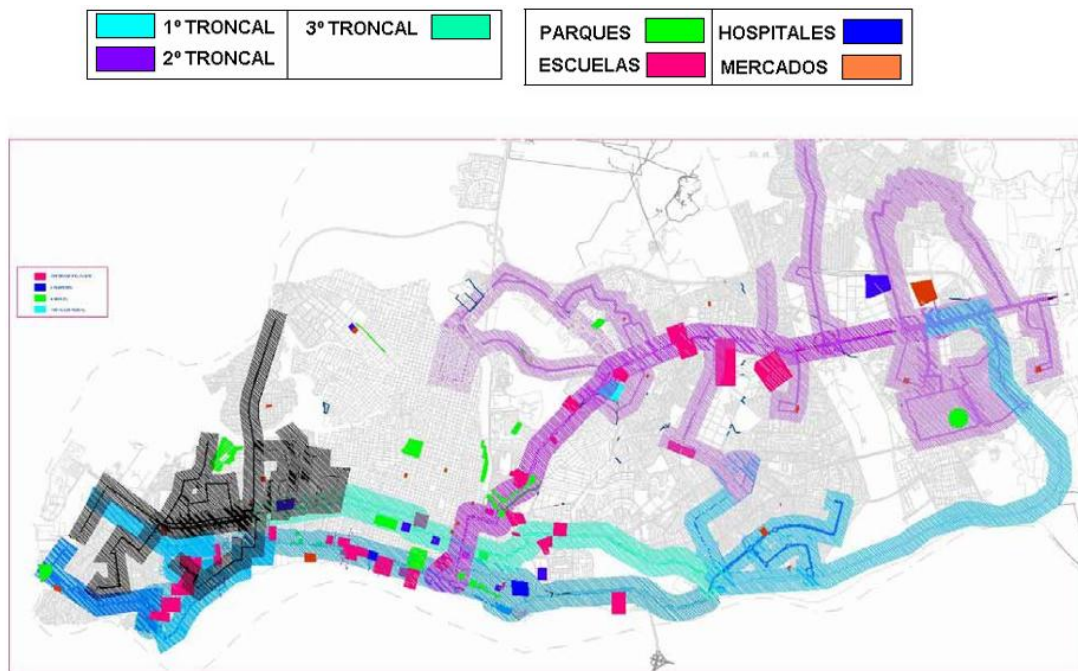 1º TRONCAL
3º TRONCAL
2º TRONCAL
PARQUES
HOSPITALES
ESCUELAS
MERCADOS